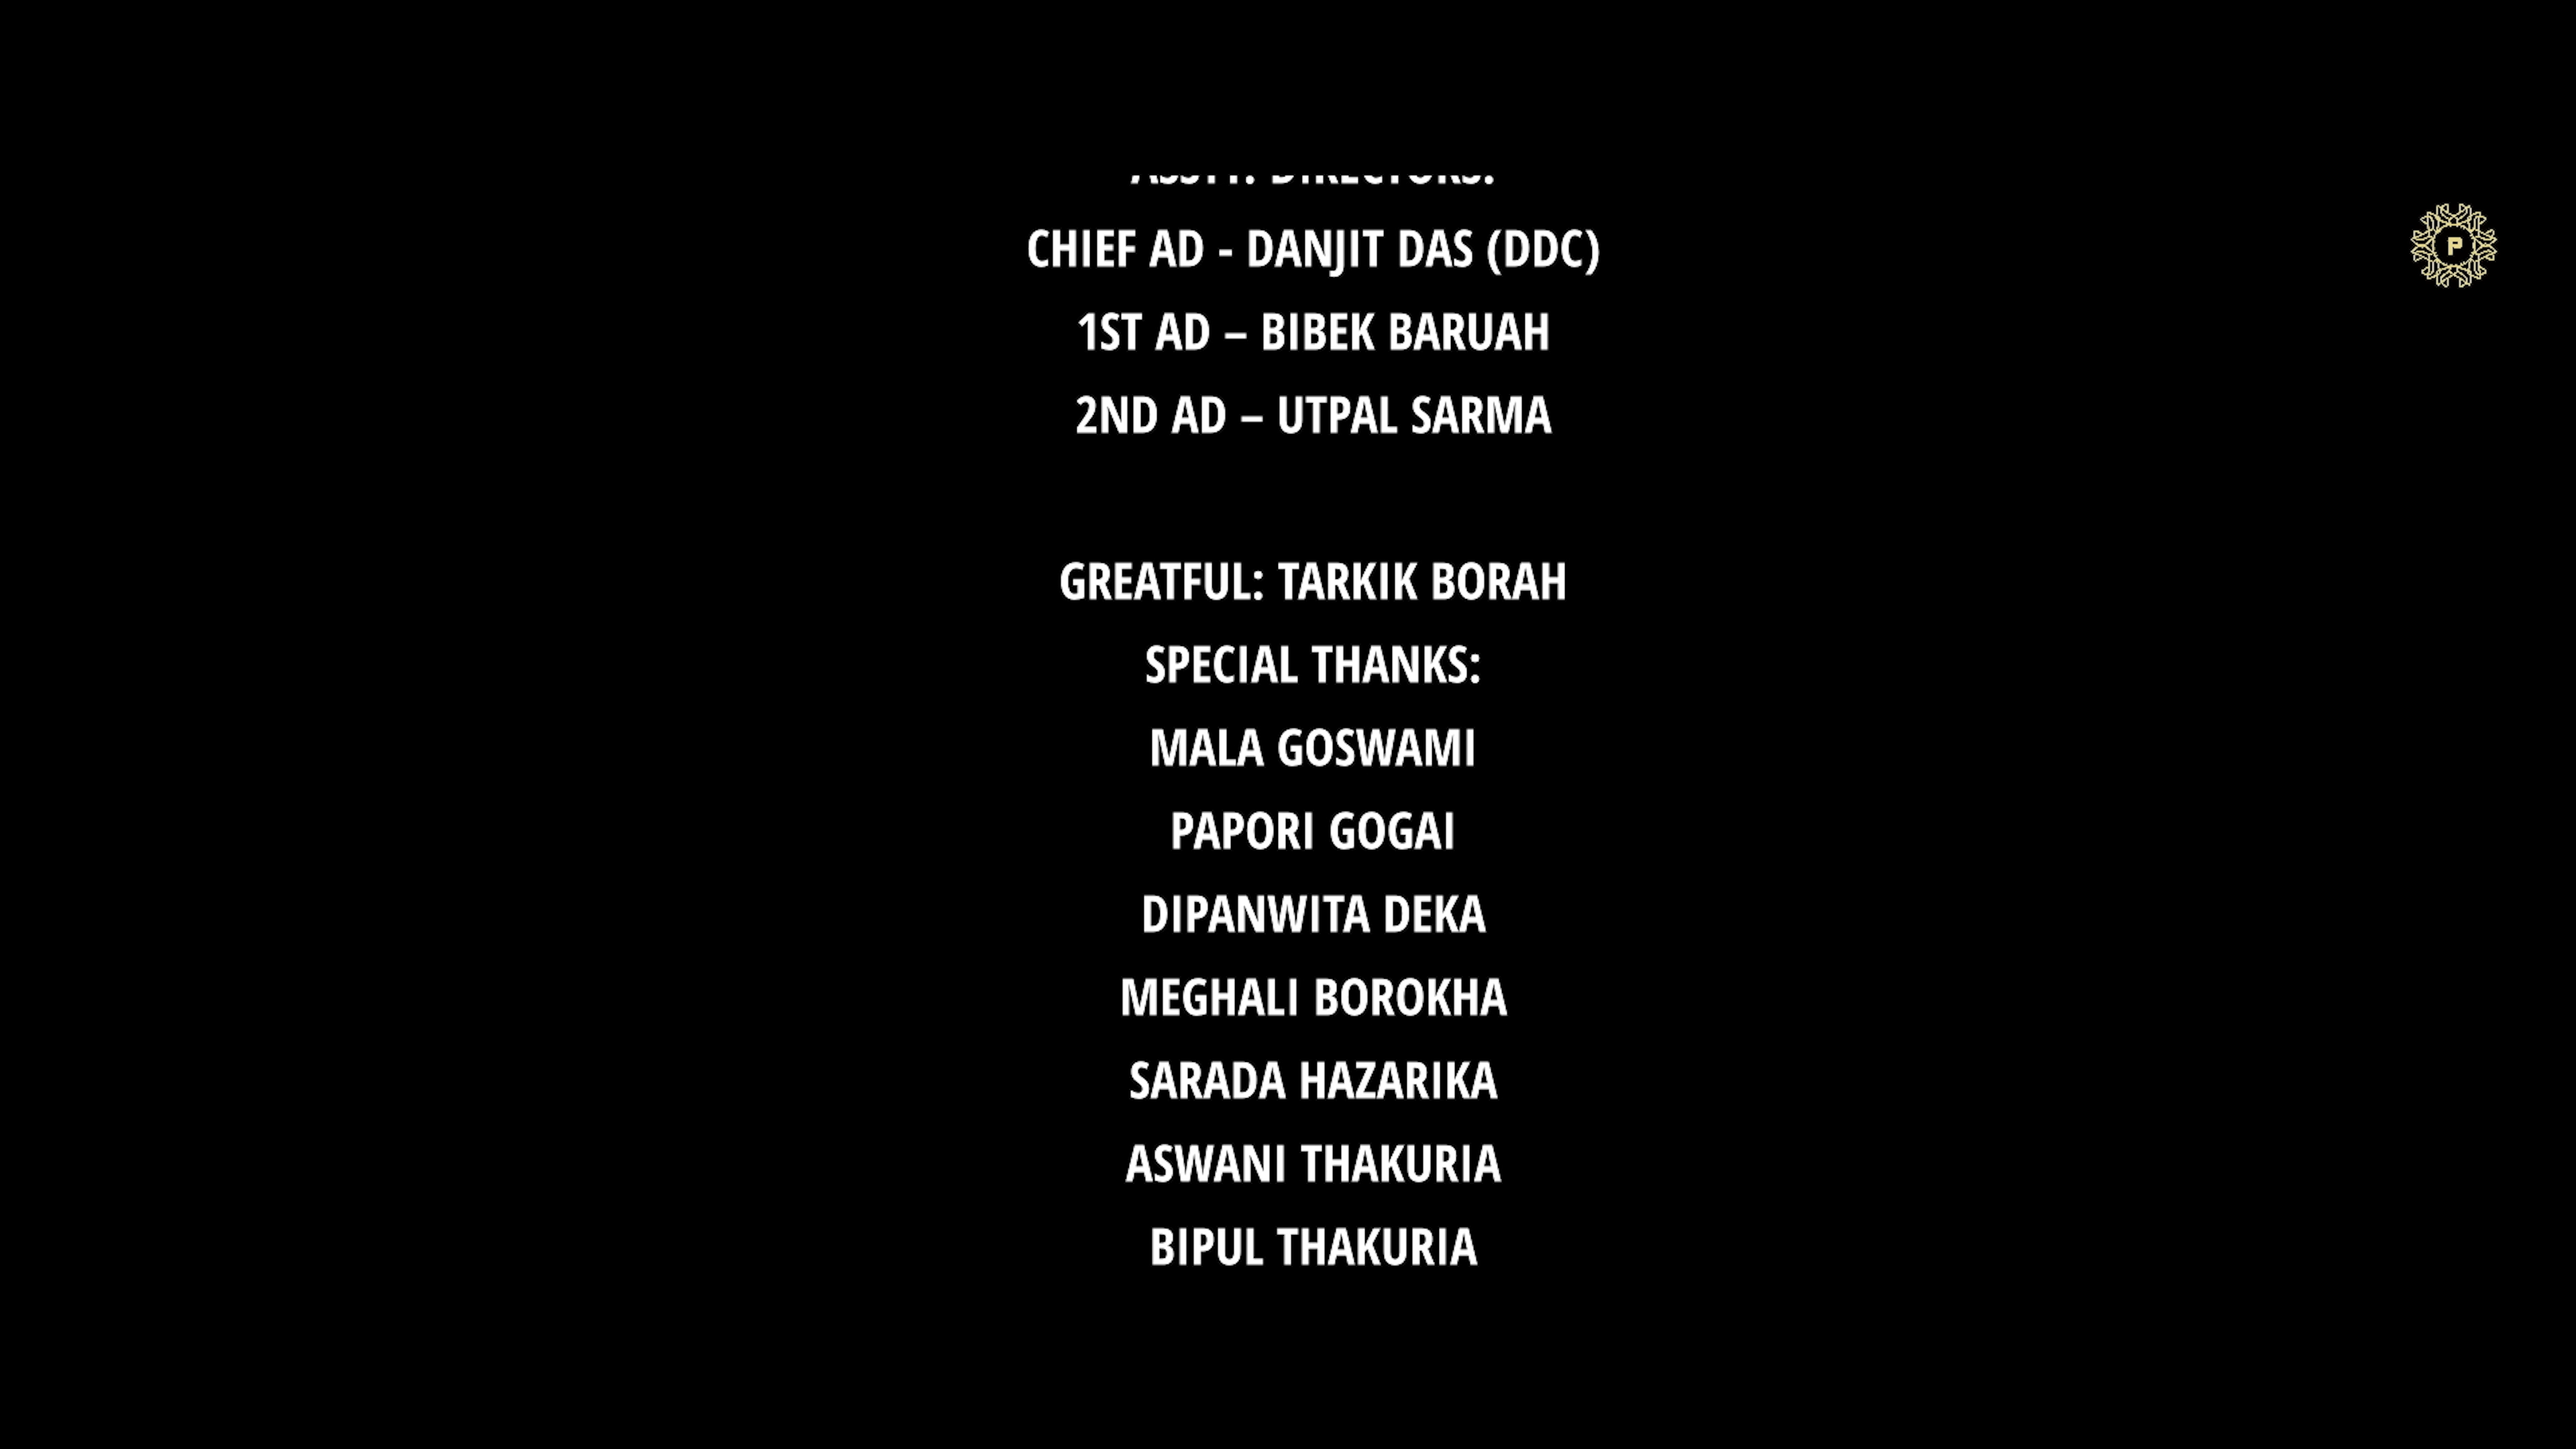 DIRECTORS:
CHIEF AD - DANJIT DAS (DDC)
1ST AD – BIBEK BARUAH
2ND AD – UTPAL SARMA
P
GREATFUL: TARKIK BORAH
SPECIAL THANKS:
MALA GOSWAMI
PAPORI GOGAI
DIPANWITA DEKA
MEGHALI BOROKHA
SARADA HAZARIKA
ASWANI THAKURIA
BIPUL THAKURIA